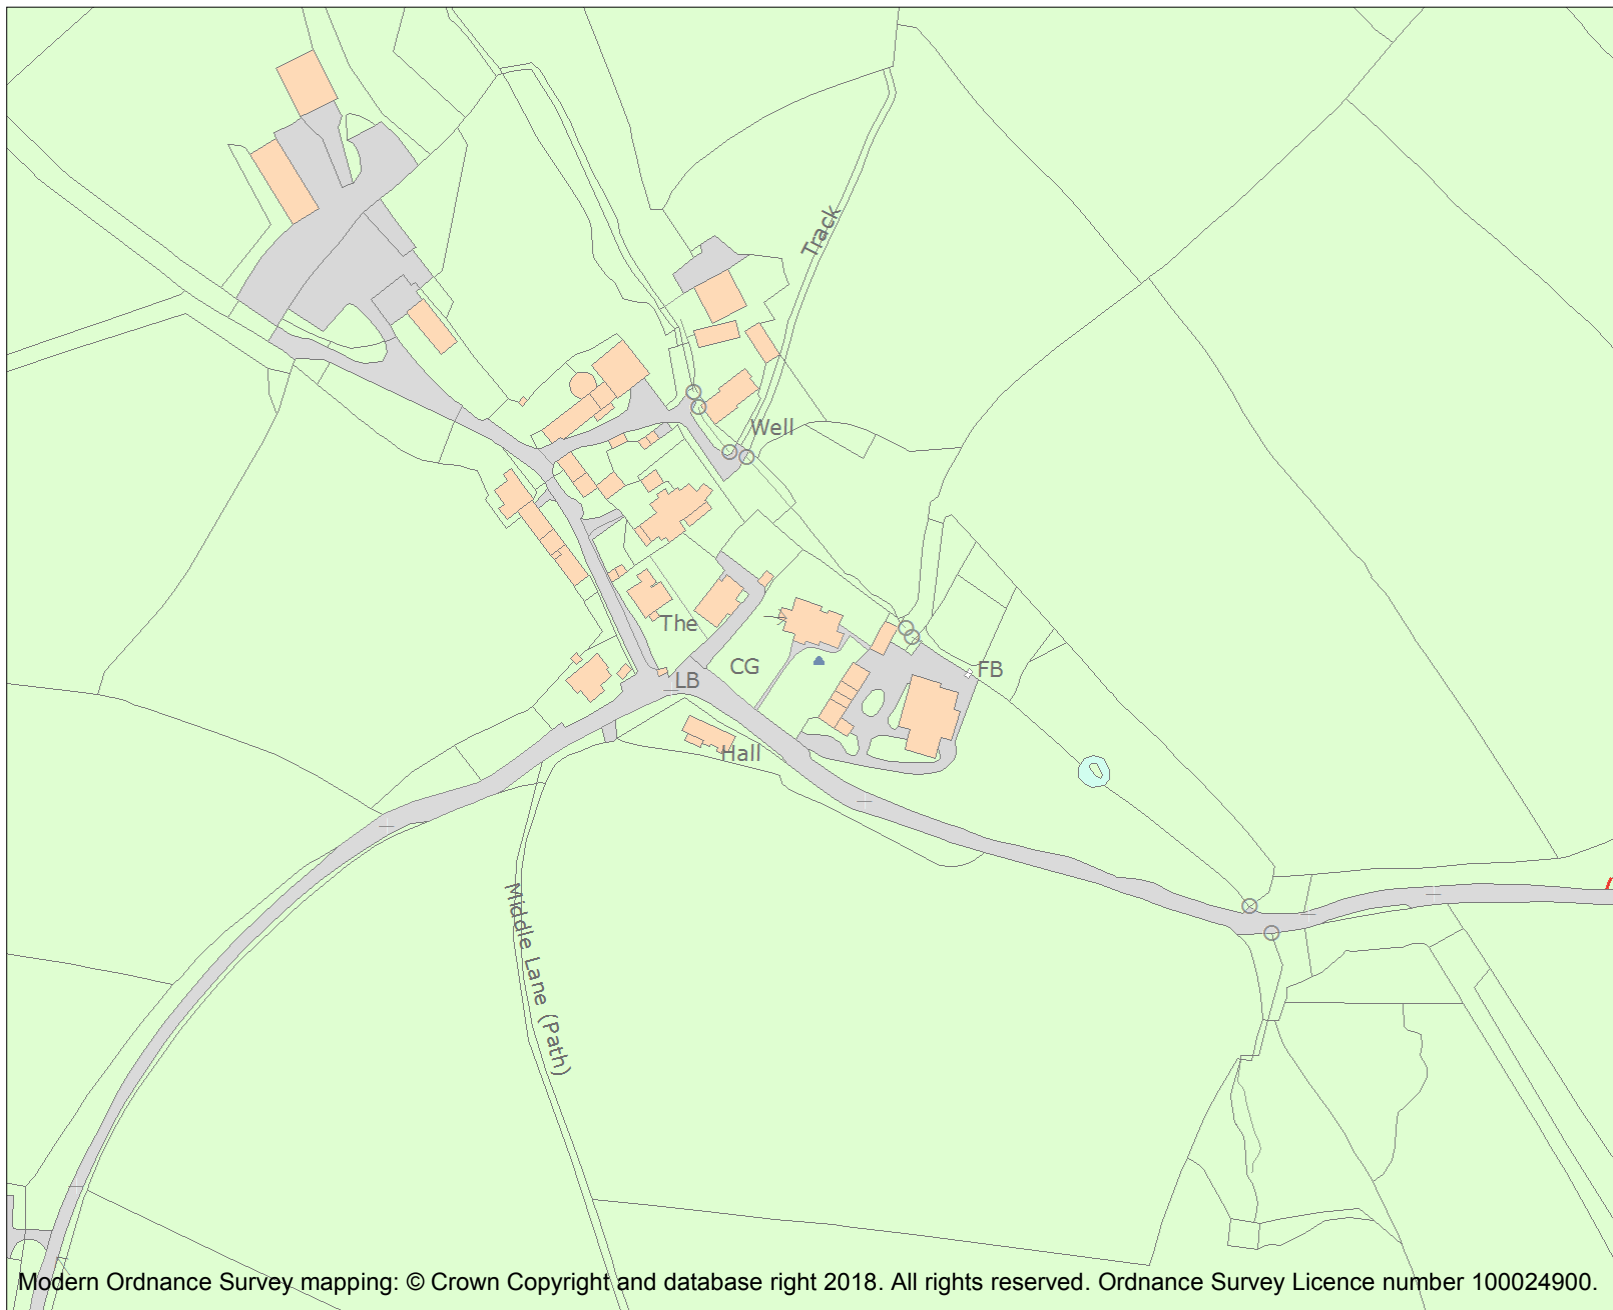 Track
Well
The
FB
CG
LB
Hall
Middle Lane (Path)
Modern Ordnance Survey mapping: © Crown Copyright and database right 2018. All rights reserved. Ordnance Survey Licence number 100024900.